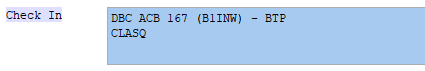 Check In DBC ACB 167 (B1INW) - BTP
CLASQ